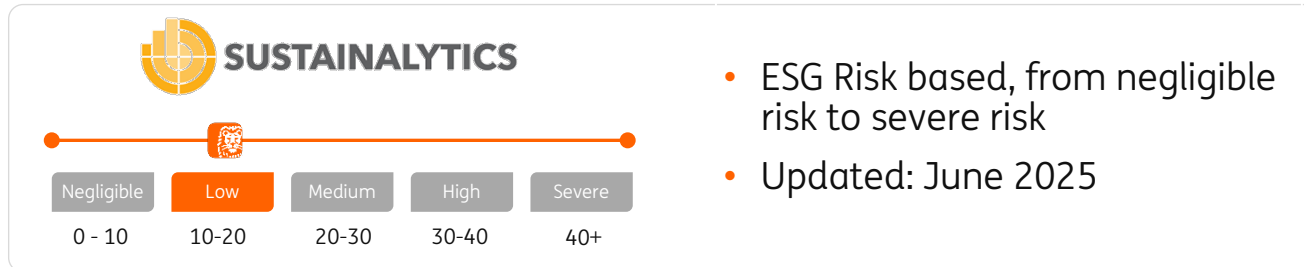 SUSTAINALYTICS
Negligible Low Medium High Severe
0 - 10 10-20 20-30 30-40 40+
• ESG Risk based, from negligible
risk to severe risk
• Updated: June 2025